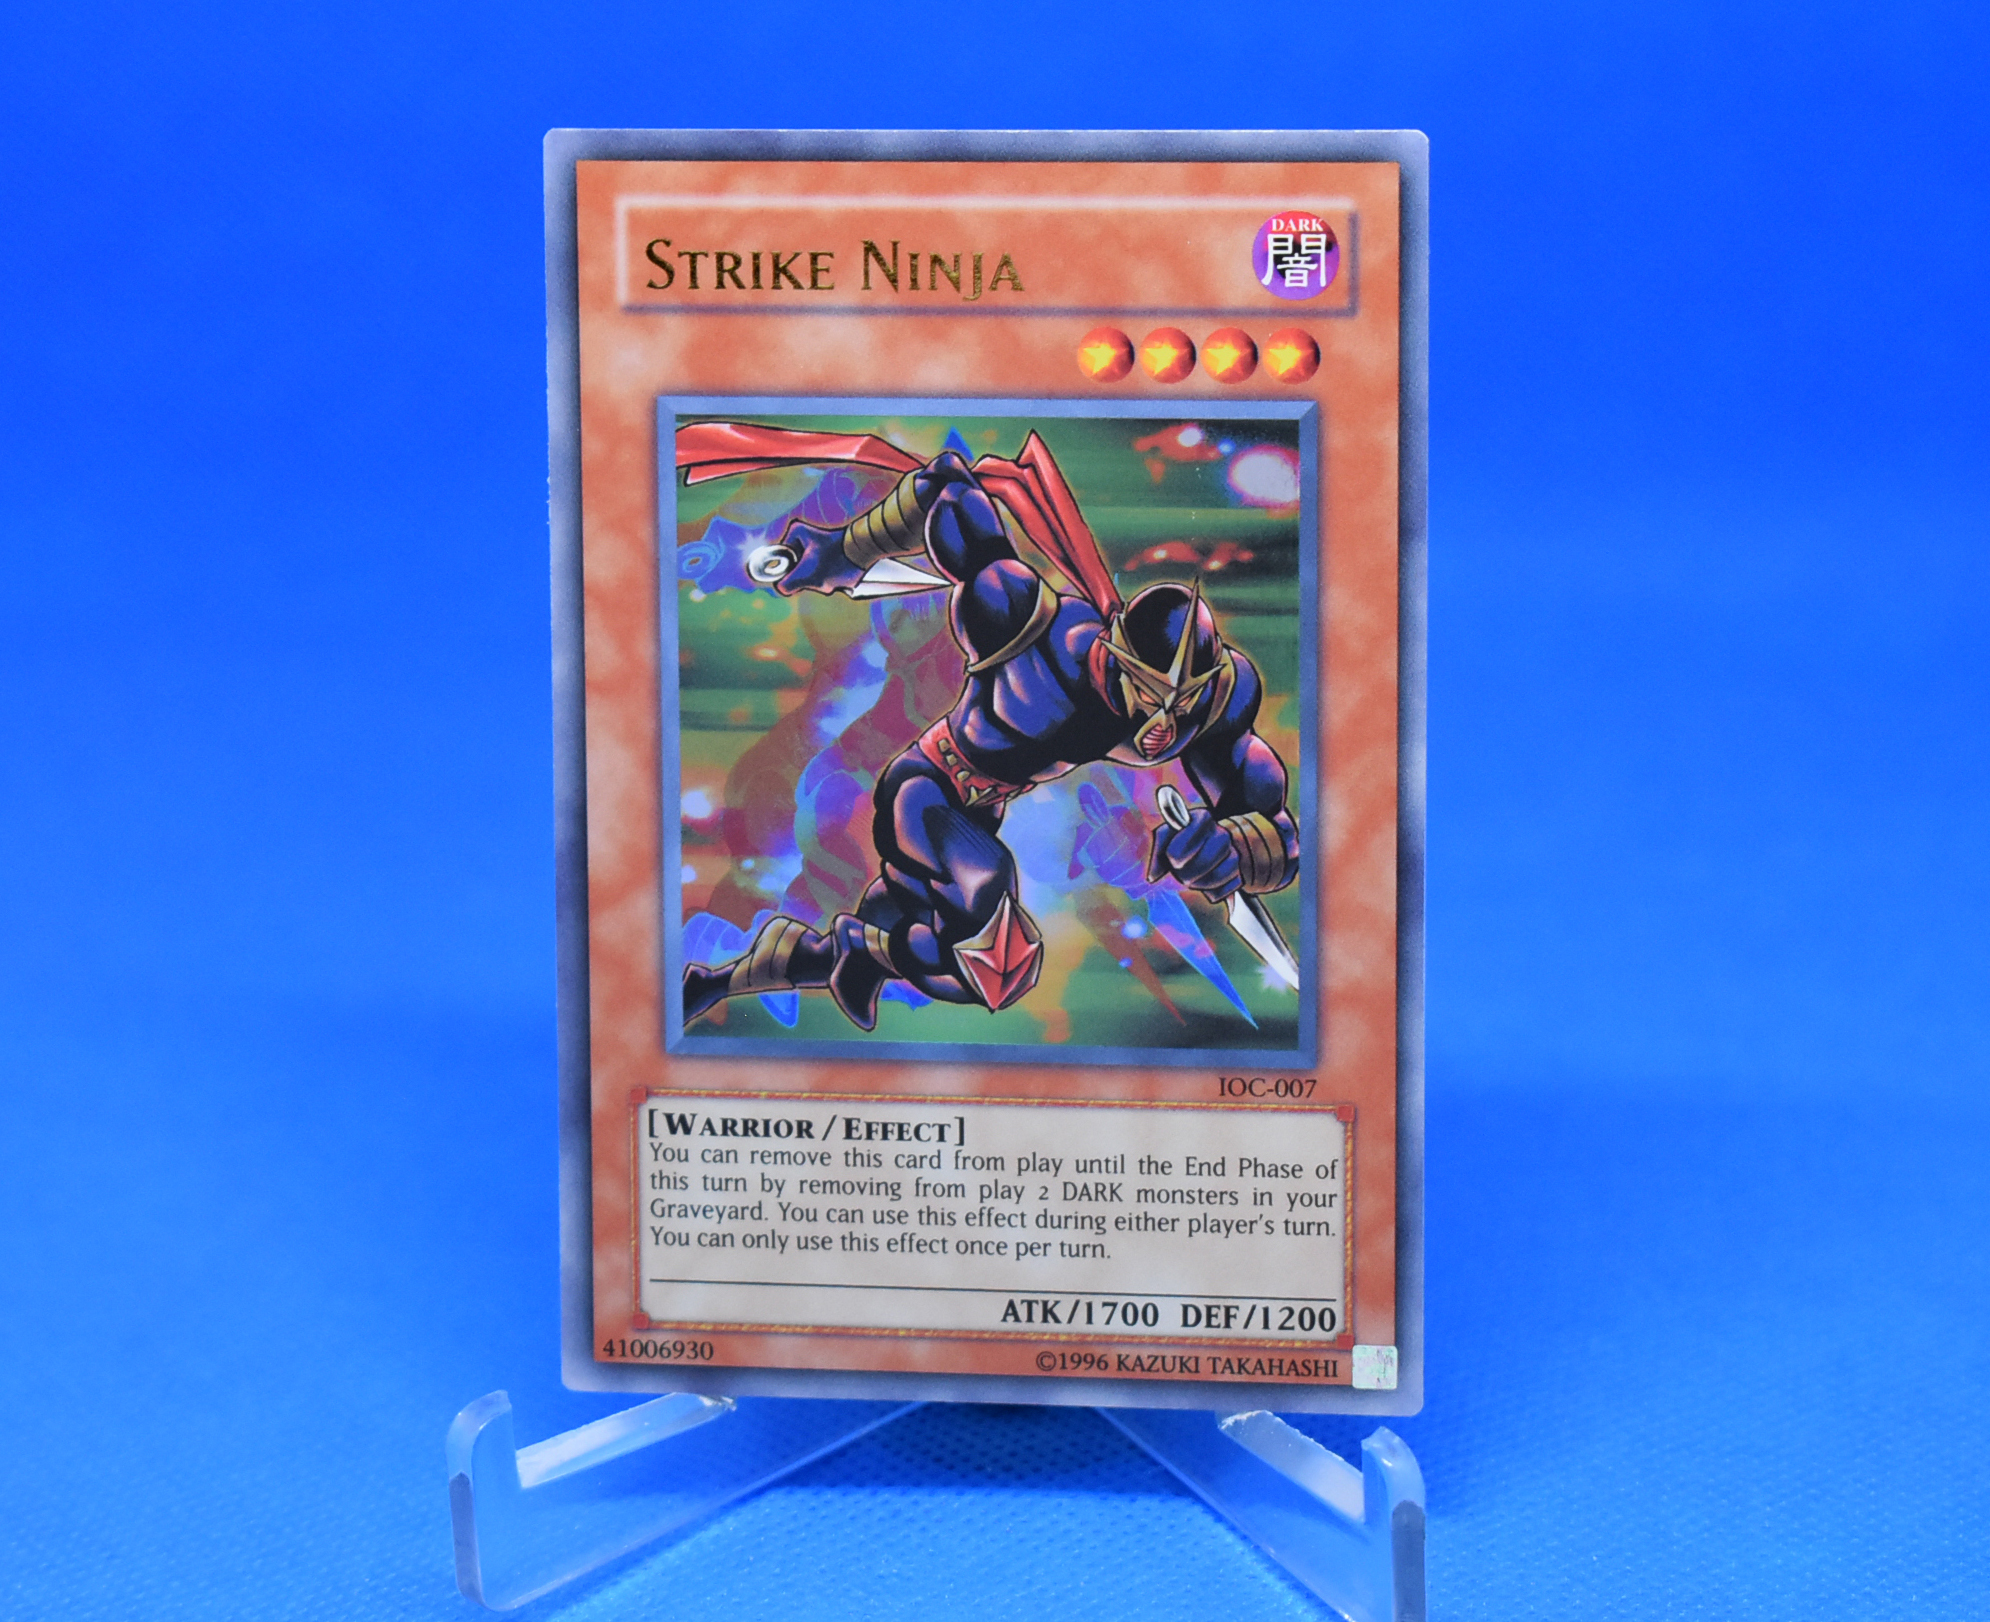 STRIKE NINJA
DARK
闇
IOC-007
[WARRIOR / EFFECT]
You can remove this card from play until the End Phase of
this turn by removing from play 2 DARK monsters in your
Graveyard. You can use this effect during either player's turn.
You can only use this effect once per turn.
ATK/1700 DEF/1200
41006930
©1996 KAZUKI TAKAHASHI